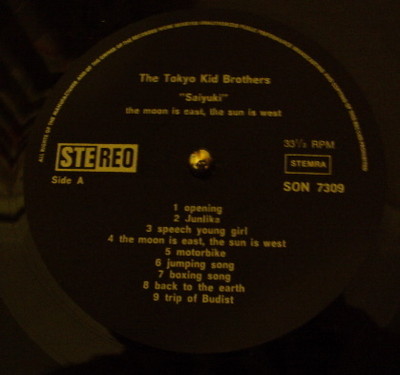 The Tokyo Kid Brothers
"Saiyuki"
the moon is east, the sun is west
STEREO
Side A
33⅓ RPM
STEMRA
SON 7309
1 opening
2 Junlika
3 speech young girl
4 the moon is east, the sun is west
5 motorbike
6 jumping song
7 boxing song
8 back to the earth
9 trip of Budist